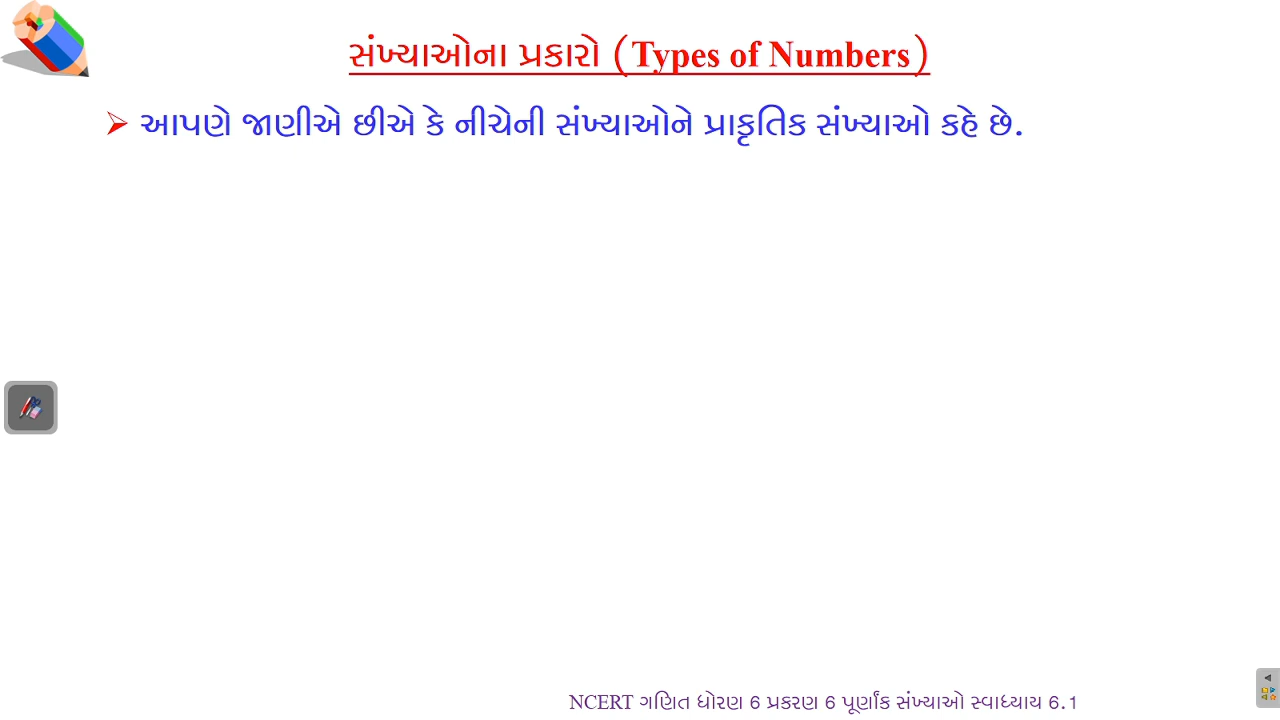 સંખ્યાઓના પ્રકારો (Types of Numbers)
આપણે જાણીએ છીએ કે નીચેની સંખ્યાઓને પ્રાકૃતિક સંખ્યાઓ કહે છે.
NCERT ગણિત ધોરણ 6 પ્રકરણ 6 પૂર્ણાંક સંખ્યાઓ સ્વાધ્યાય 6.1